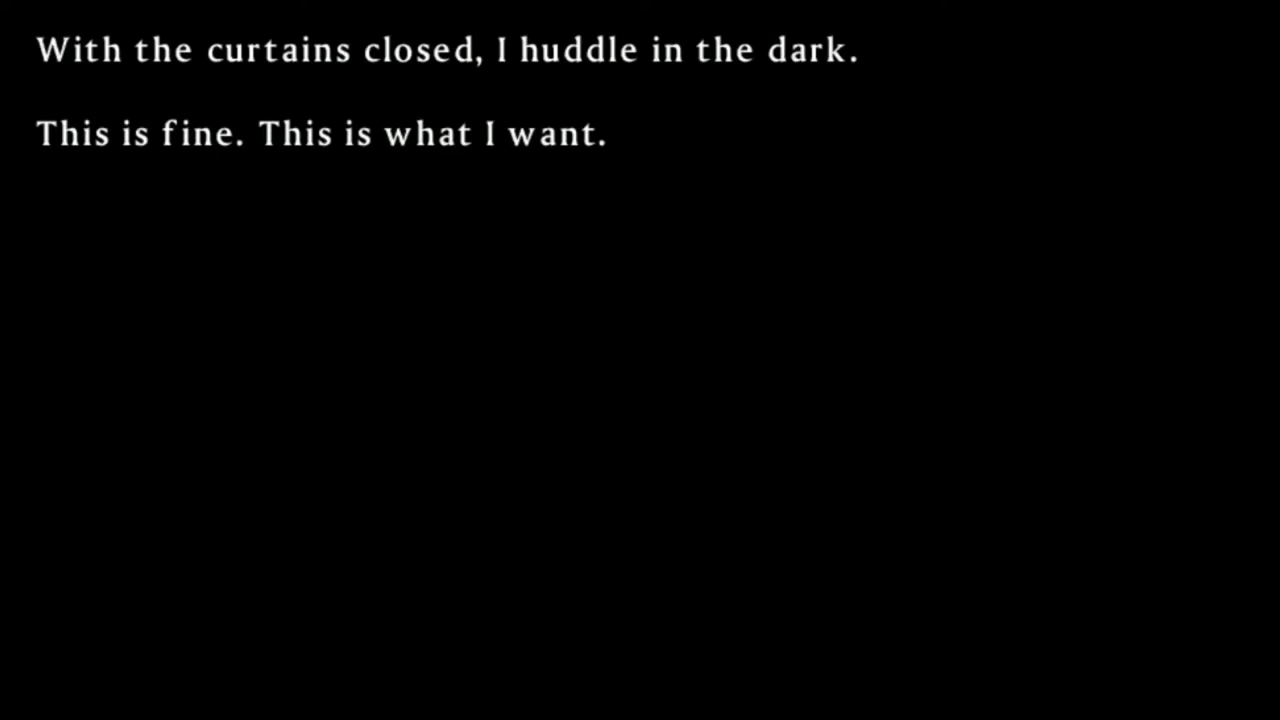 With the curtains closed, I huddle in the dark.
This is fine. This is what I want.